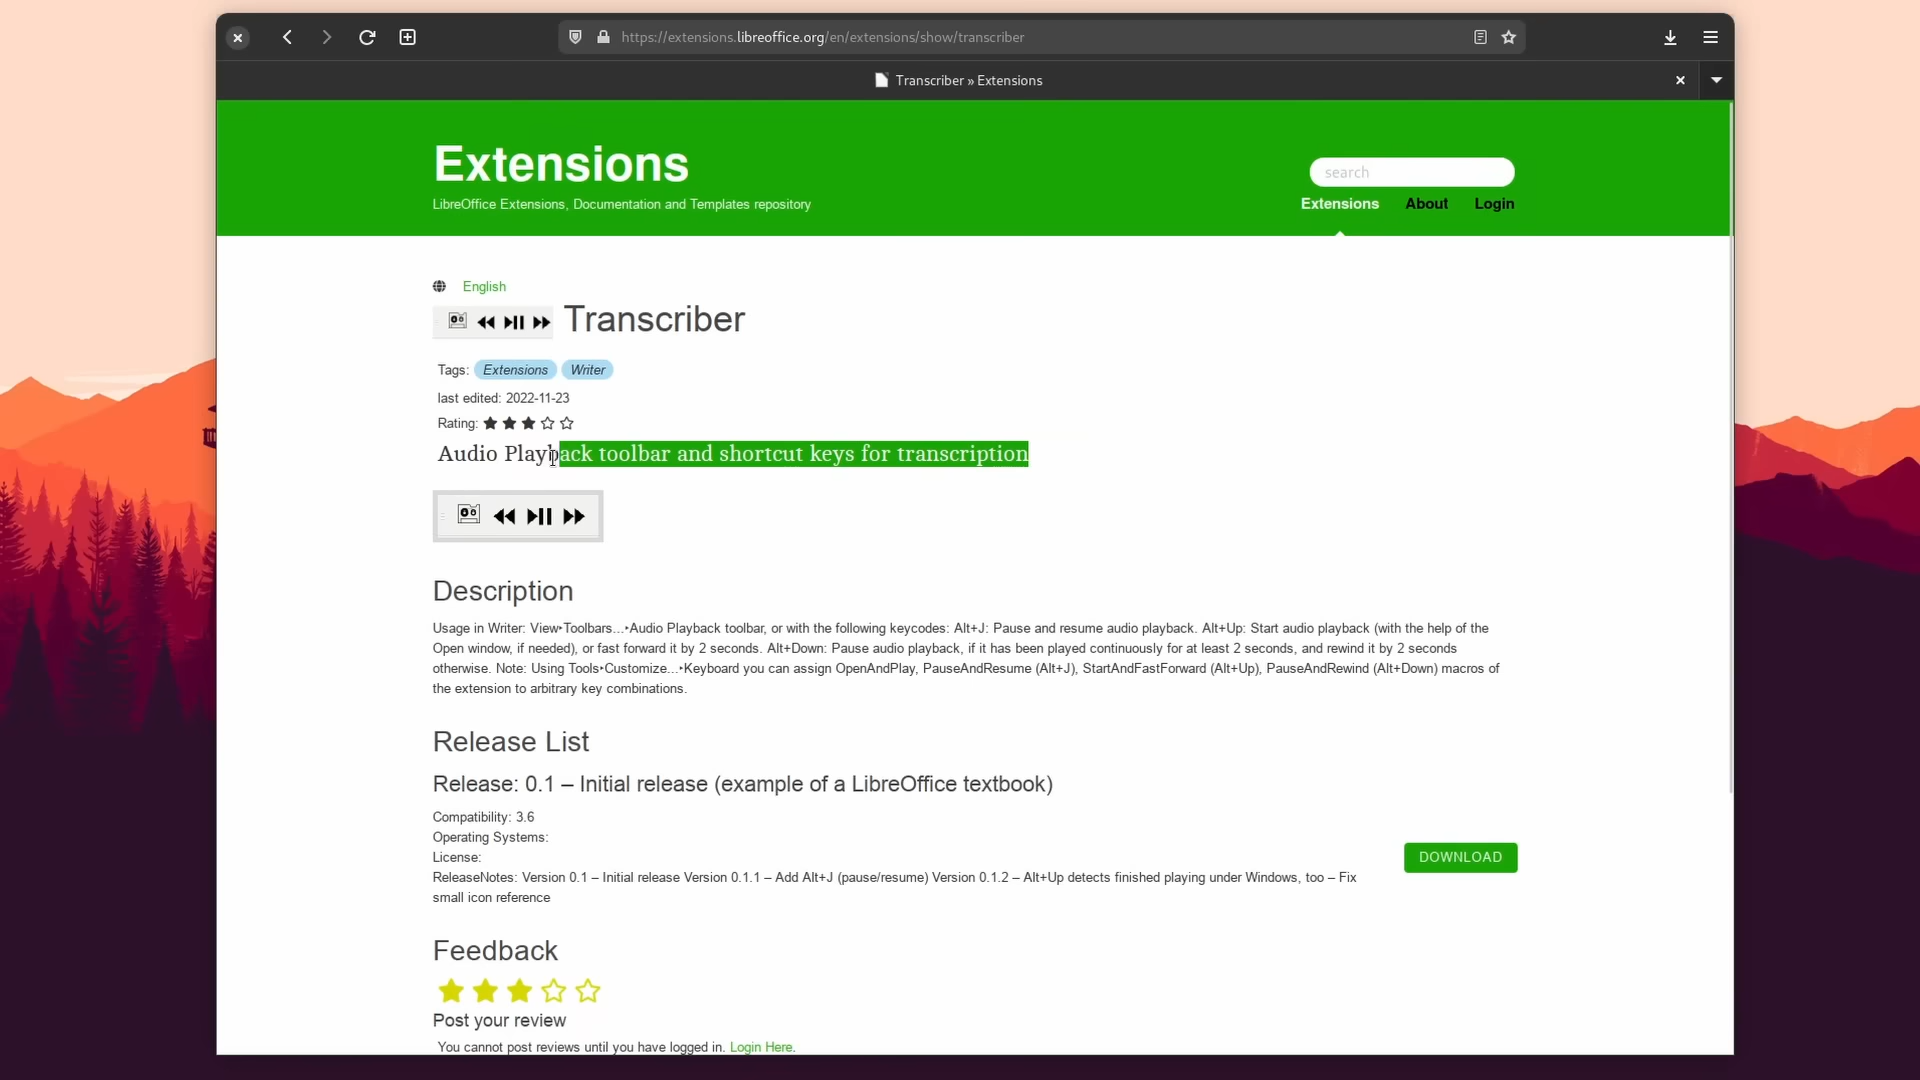 https://extensions.libreoffice.org/en/extensions/show/transcriber
Transcriber » Extensions
Extensions
LibreOffice Extensions, Documentation and Templates repository
search
Extensions About Login
English
Transcriber
Tags: Extensions Writer
last edited: 2022-11-23
Rating:
Audio Playback toolbar and shortcut keys for transcription
Description
Usage in Writer: View‣Toolbars...‣Audio Playback toolbar, or with the following keycodes: Alt+J: Pause and resume audio playback. Alt+Up: Start audio playback (with the help of the
Open window, if needed), or fast forward it by 2 seconds. Alt+Down: Pause audio playback, if it has been played continuously for at least 2 seconds, and rewind it by 2 seconds
otherwise. Note: Using Tools‣Customize...‣Keyboard you can assign OpenAndPlay, PauseAndResume (Alt+J), StartAndFastForward (Alt+Up), PauseAndRewind (Alt+Down) macros of
the extension to arbitrary key combinations.
Release List
Release: 0.1 – Initial release (example of a LibreOffice textbook)
Compatibility: 3.6
Operating Systems:
License:
DOWNLOAD
ReleaseNotes: Version 0.1 – Initial release Version 0.1.1 – Add Alt+J (pause/resume) Version 0.1.2 – Alt+Up detects finished playing under Windows, too – Fix
small icon reference
Feedback
Post your review
You cannot post reviews until you have logged in. Login Here.